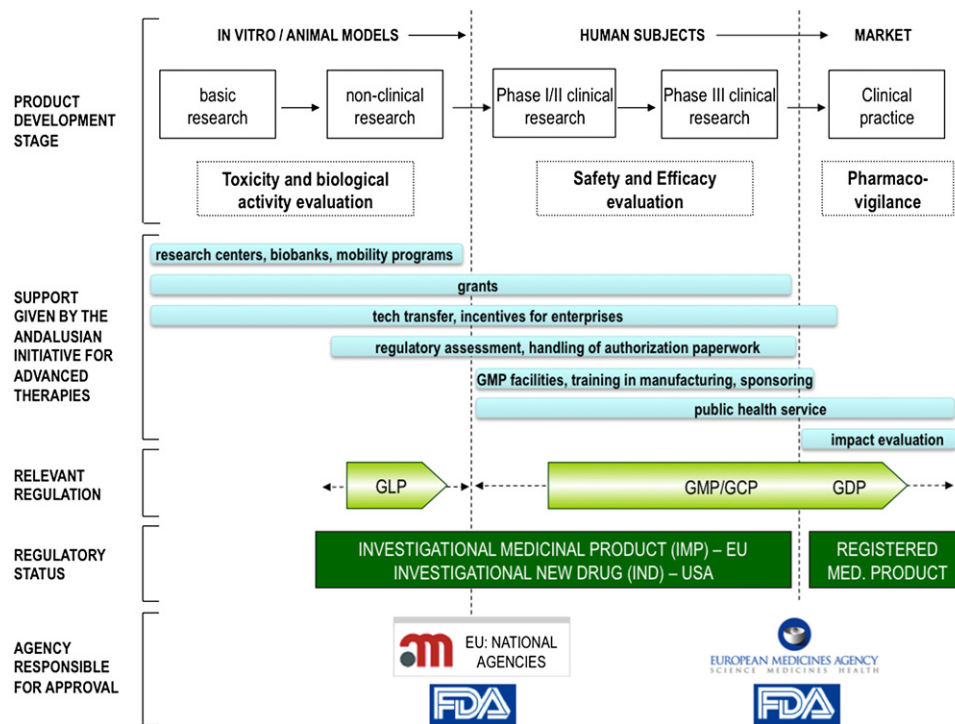 IN VITRO / ANIMAL MODELS
HUMAN SUBJECTS
MARKET
PRODUCT
DEVELOPMENT
STAGE
basic
research
non-clinical
research
Phase I/II clinical
research
Phase III clinical
research
Clinical
practice
Toxicity and biological
activity evaluation
Safety and Efficacy
evaluation
Pharmaco-
vigilance
SUPPORT
GIVEN BY THE
ANDALUSIAN
INITIATIVE FOR
ADVANCED
THERAPIES
research centers, biobanks, mobility programs
grants
tech transfer, incentives for enterprises
regulatory assessment, handling of authorization paperwork
GMP facilities, training in manufacturing, sponsoring
public health service
impact evaluation
RELEVANT
REGULATION
GLP
GMP/GCP
GDP
REGULATORY
STATUS
INVESTIGATIONAL MEDICINAL PRODUCT (IMP) – EU
INVESTIGATIONAL NEW DRUG (IND) – USA
REGISTERED
MED. PRODUCT
AGENCY
RESPONSIBLE
FOR APPROVAL
am
EU: NATIONAL
AGENCIES
FDA
EUROPEAN MEDICINES AGENCY
SCIENCE MEDICINES HEALTH
FDA